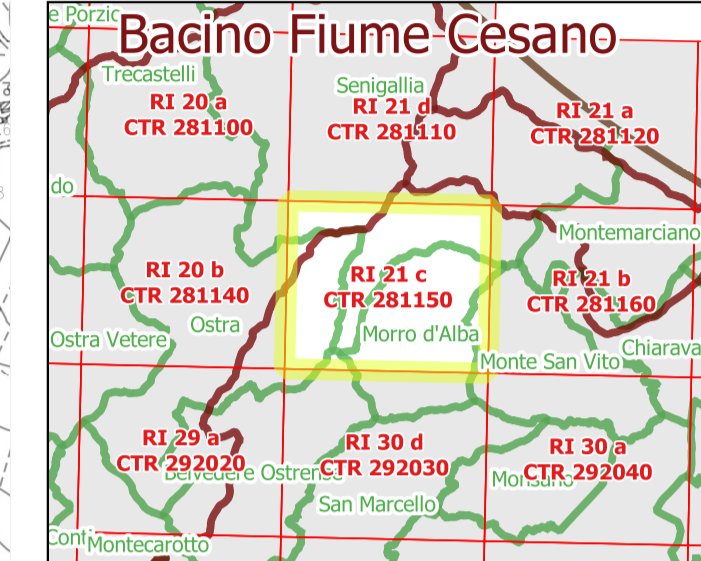 e Porzic
Bacino Fiume Cesano
Trecastelli
RI 20 a
CTR 281100
Senigallia
RI 21 d
CTR 281110
RI 21 a
CTR 281120
do
Montemarciano
RI 20 b
CTR 281140
RI 21 c
CTR 281150
RI 21 b
CTR 281160
Ostra
Morro d'Alba
Ostra Vetere
Monte San Vito
Chiarava
RI 29 a
CTR 292020
Belvedere Ostrense
RI 30 d
CTR 292030
RI 30 a
CTR 292040
Monsano
San Marcello
Conti
Montecarotto